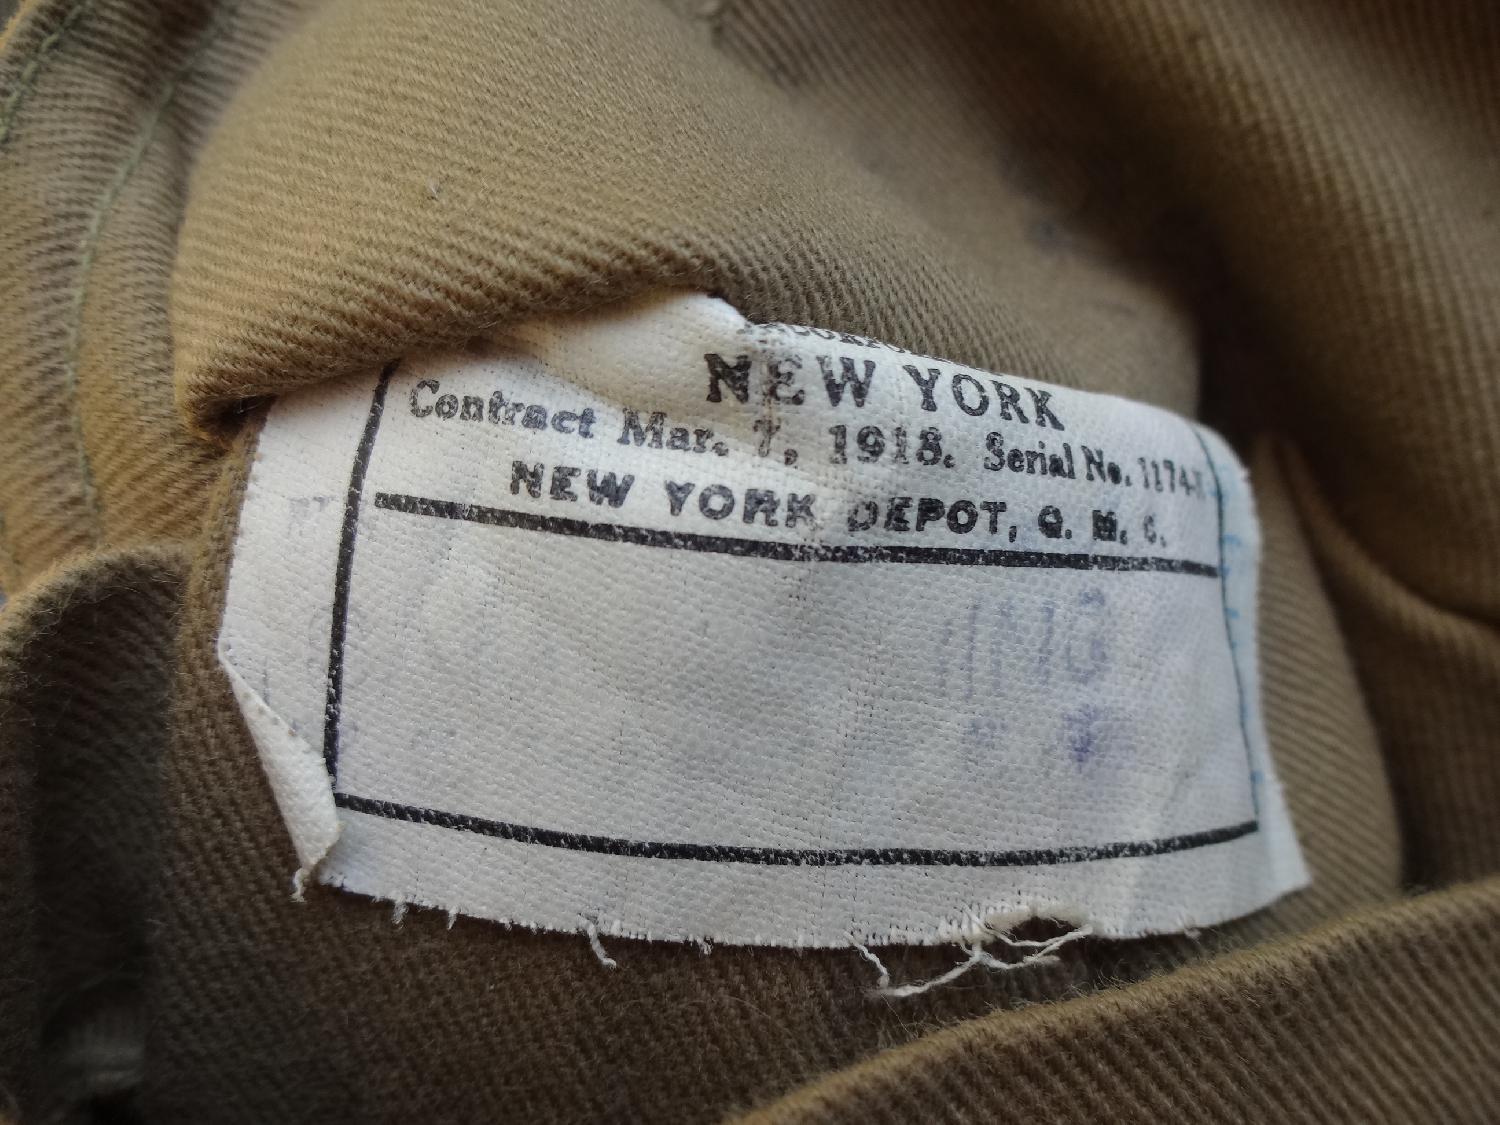 NEW YORK
Contract Mar. 7, 1918. Serial No.
NEW YORK DEPOT, Q. M. C.